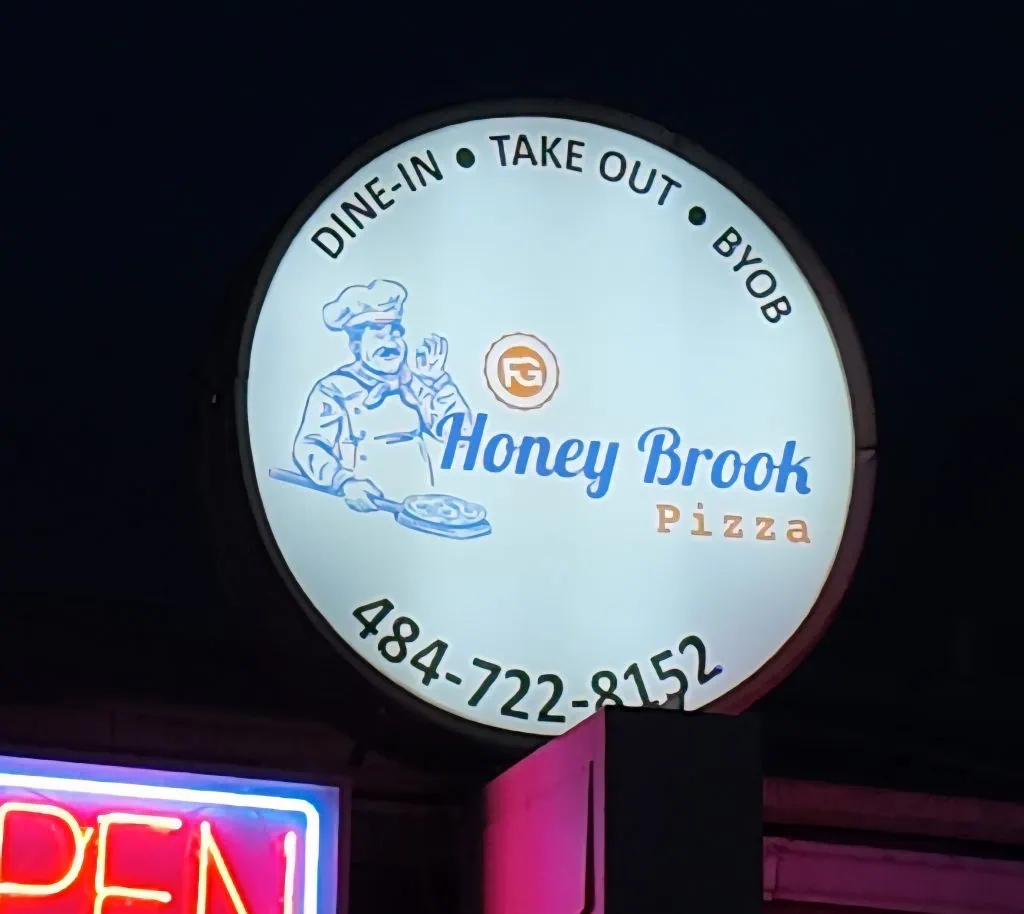 DINE-IN • TAKE OUT • BYOB
FG
Honey Brook
Pizza
484-722-8152
PEN